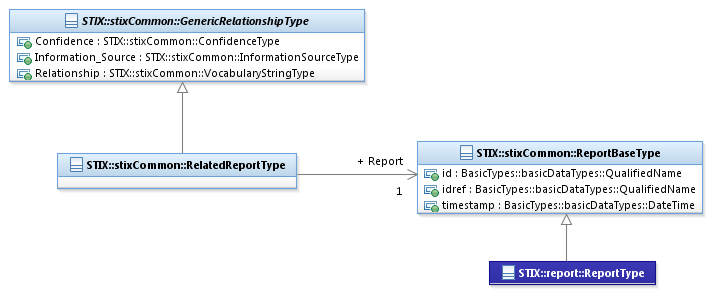 STIX::stixCommon::GenericRelationshipType
Confidence : STIX::stixCommon::ConfidenceType
Information_Source : STIX::stixCommon::InformationSourceType
Relationship : STIX::stixCommon::VocabularyStringType
STIX::stixCommon::RelatedReportType
+ Report
1
STIX::stixCommon::ReportBaseType
id : BasicTypes::basicDataTypes::QualifiedName
idref : BasicTypes::basicDataTypes::QualifiedName
timestamp : BasicTypes::basicDataTypes::DateTime
STIX::report::ReportType